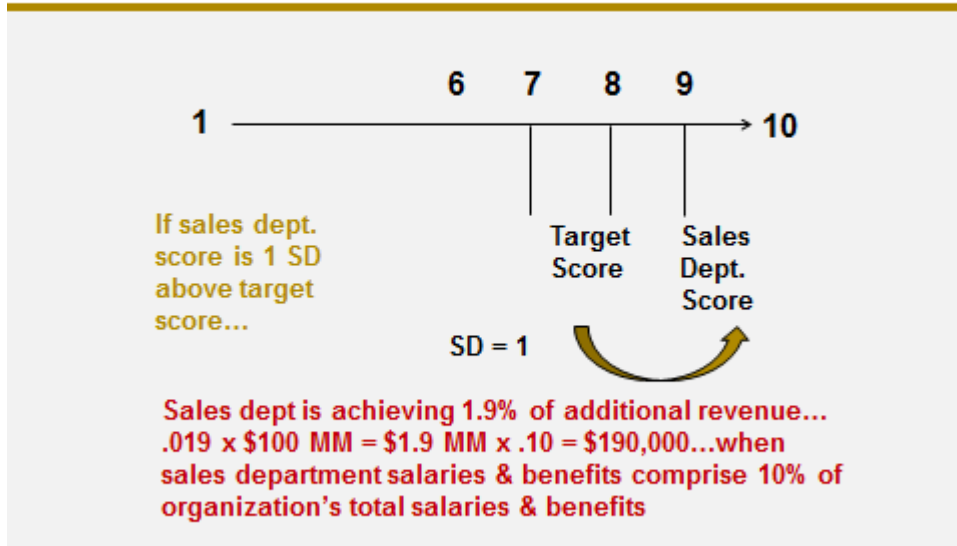 6 7 8 9
1 10
If sales dept.
score is 1 SD
above target
score…
Target
Score
Sales
Dept.
Score
SD = 1
Sales dept is achieving 1.9% of additional revenue…
.019 x $100 MM = $1.9 MM x .10 = $190,000…when
sales department salaries & benefits comprise 10% of
organization's total salaries & benefits